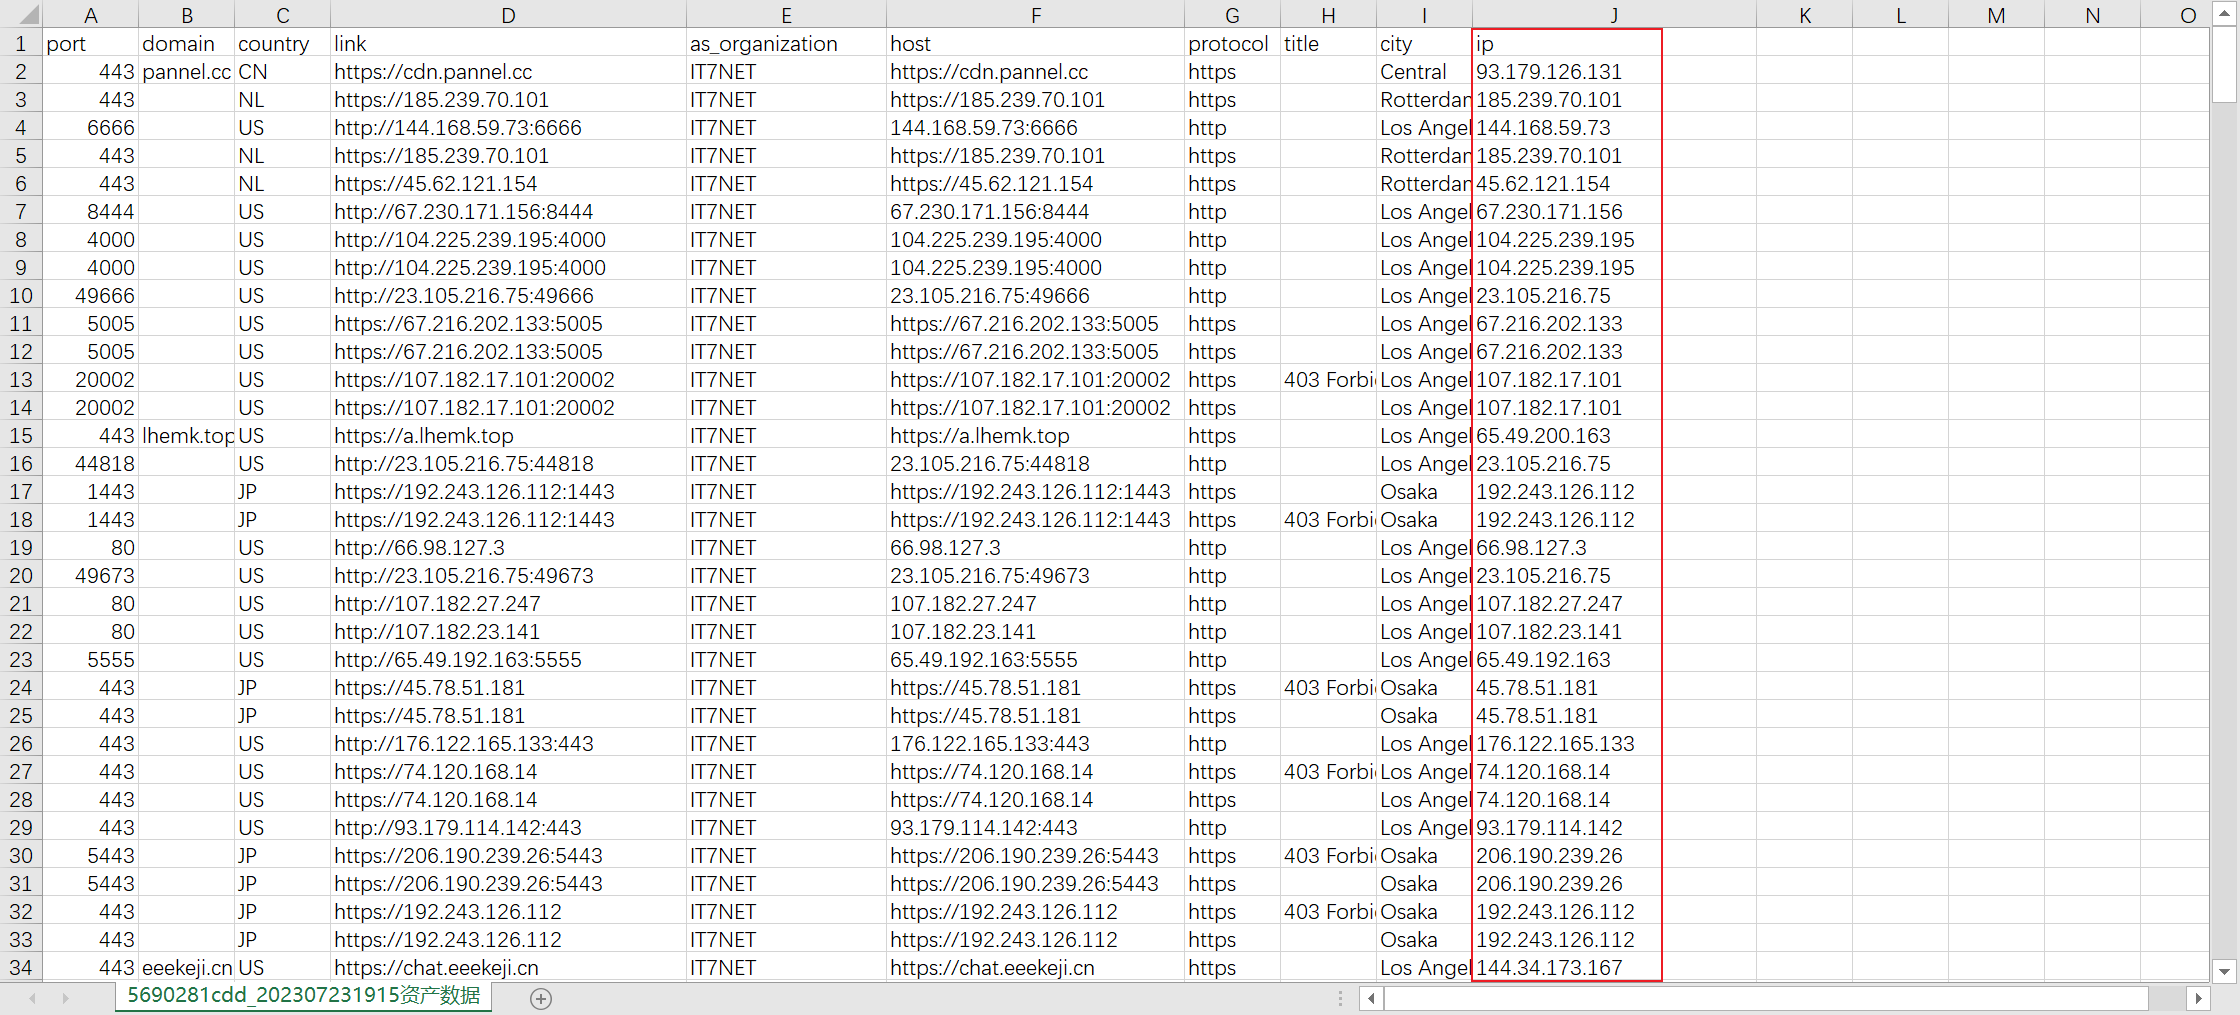 A B C D E F G H I J K L M N O
1 port domain country link as_organization host protocol title city ip
2 443 pannel.cc CN https://cdn.pannel.cc IT7NET https://cdn.pannel.cc https Central 93.179.126.131
3 443 NL https://185.239.70.101 IT7NET https://185.239.70.101 https Rotterdan 185.239.70.101
4 6666 US http://144.168.59.73:6666 IT7NET 144.168.59.73:6666 http Los Angel 144.168.59.73
5 443 NL https://185.239.70.101 IT7NET https://185.239.70.101 https Rotterdan 185.239.70.101
6 443 NL https://45.62.121.154 IT7NET https://45.62.121.154 https Rotterdan 45.62.121.154
7 8444 US http://67.230.171.156:8444 IT7NET 67.230.171.156:8444 http Los Angel 67.230.171.156
8 4000 US http://104.225.239.195:4000 IT7NET 104.225.239.195:4000 http Los Angel 104.225.239.195
9 4000 US http://104.225.239.195:4000 IT7NET 104.225.239.195:4000 http Los Angel 104.225.239.195
10 49666 US http://23.105.216.75:49666 IT7NET 23.105.216.75:49666 http Los Angel 23.105.216.75
11 5005 US https://67.216.202.133:5005 IT7NET https://67.216.202.133:5005 https Los Angel 67.216.202.133
12 5005 US https://67.216.202.133:5005 IT7NET https://67.216.202.133:5005 https Los Angel 67.216.202.133
13 20002 US https://107.182.17.101:20002 IT7NET https://107.182.17.101:20002 https 403 Forbi Los Angel 107.182.17.101
14 20002 US https://107.182.17.101:20002 IT7NET https://107.182.17.101:20002 https Los Angel 107.182.17.101
15 443 lhemk.top US https://a.lhemk.top IT7NET https://a.lhemk.top https Los Angel 65.49.200.163
16 44818 US http://23.105.216.75:44818 IT7NET 23.105.216.75:44818 http Los Angel 23.105.216.75
17 1443 JP https://192.243.126.112:1443 IT7NET https://192.243.126.112:1443 https Osaka 192.243.126.112
18 1443 JP https://192.243.126.112:1443 IT7NET https://192.243.126.112:1443 https 403 Forbi Osaka 192.243.126.112
19 80 US http://66.98.127.3 IT7NET 66.98.127.3 http Los Angel 66.98.127.3
20 49673 US http://23.105.216.75:49673 IT7NET 23.105.216.75:49673 http Los Angel 23.105.216.75
21 80 US http://107.182.27.247 IT7NET 107.182.27.247 http Los Angel 107.182.27.247
22 80 US http://107.182.23.141 IT7NET 107.182.23.141 http Los Angel 107.182.23.141
23 5555 US http://65.49.192.163:5555 IT7NET 65.49.192.163:5555 http Los Angel 65.49.192.163
24 443 JP https://45.78.51.181 IT7NET https://45.78.51.181 https 403 Forbi Osaka 45.78.51.181
25 443 JP https://45.78.51.181 IT7NET https://45.78.51.181 https Osaka 45.78.51.181
26 443 US http://176.122.165.133:443 IT7NET 176.122.165.133:443 http Los Angel 176.122.165.133
27 443 US https://74.120.168.14 IT7NET https://74.120.168.14 https 403 Forbi Los Angel 74.120.168.14
28 443 US https://74.120.168.14 IT7NET https://74.120.168.14 https Los Angel 74.120.168.14
29 443 US http://93.179.114.142:443 IT7NET 93.179.114.142:443 http Los Angel 93.179.114.142
30 5443 JP https://206.190.239.26:5443 IT7NET https://206.190.239.26:5443 https 403 Forbi Osaka 206.190.239.26
31 5443 JP https://206.190.239.26:5443 IT7NET https://206.190.239.26:5443 https Osaka 206.190.239.26
32 443 JP https://192.243.126.112 IT7NET https://192.243.126.112 https 403 Forbi Osaka 192.243.126.112
33 443 JP https://192.243.126.112 IT7NET https://192.243.126.112 https Osaka 192.243.126.112
34 443 eeekeji.cn US https://chat.eeekeji.cn IT7NET https://chat.eeekeji.cn https Los Angel 144.34.173.167
5690281cdd_202307231915资产数据